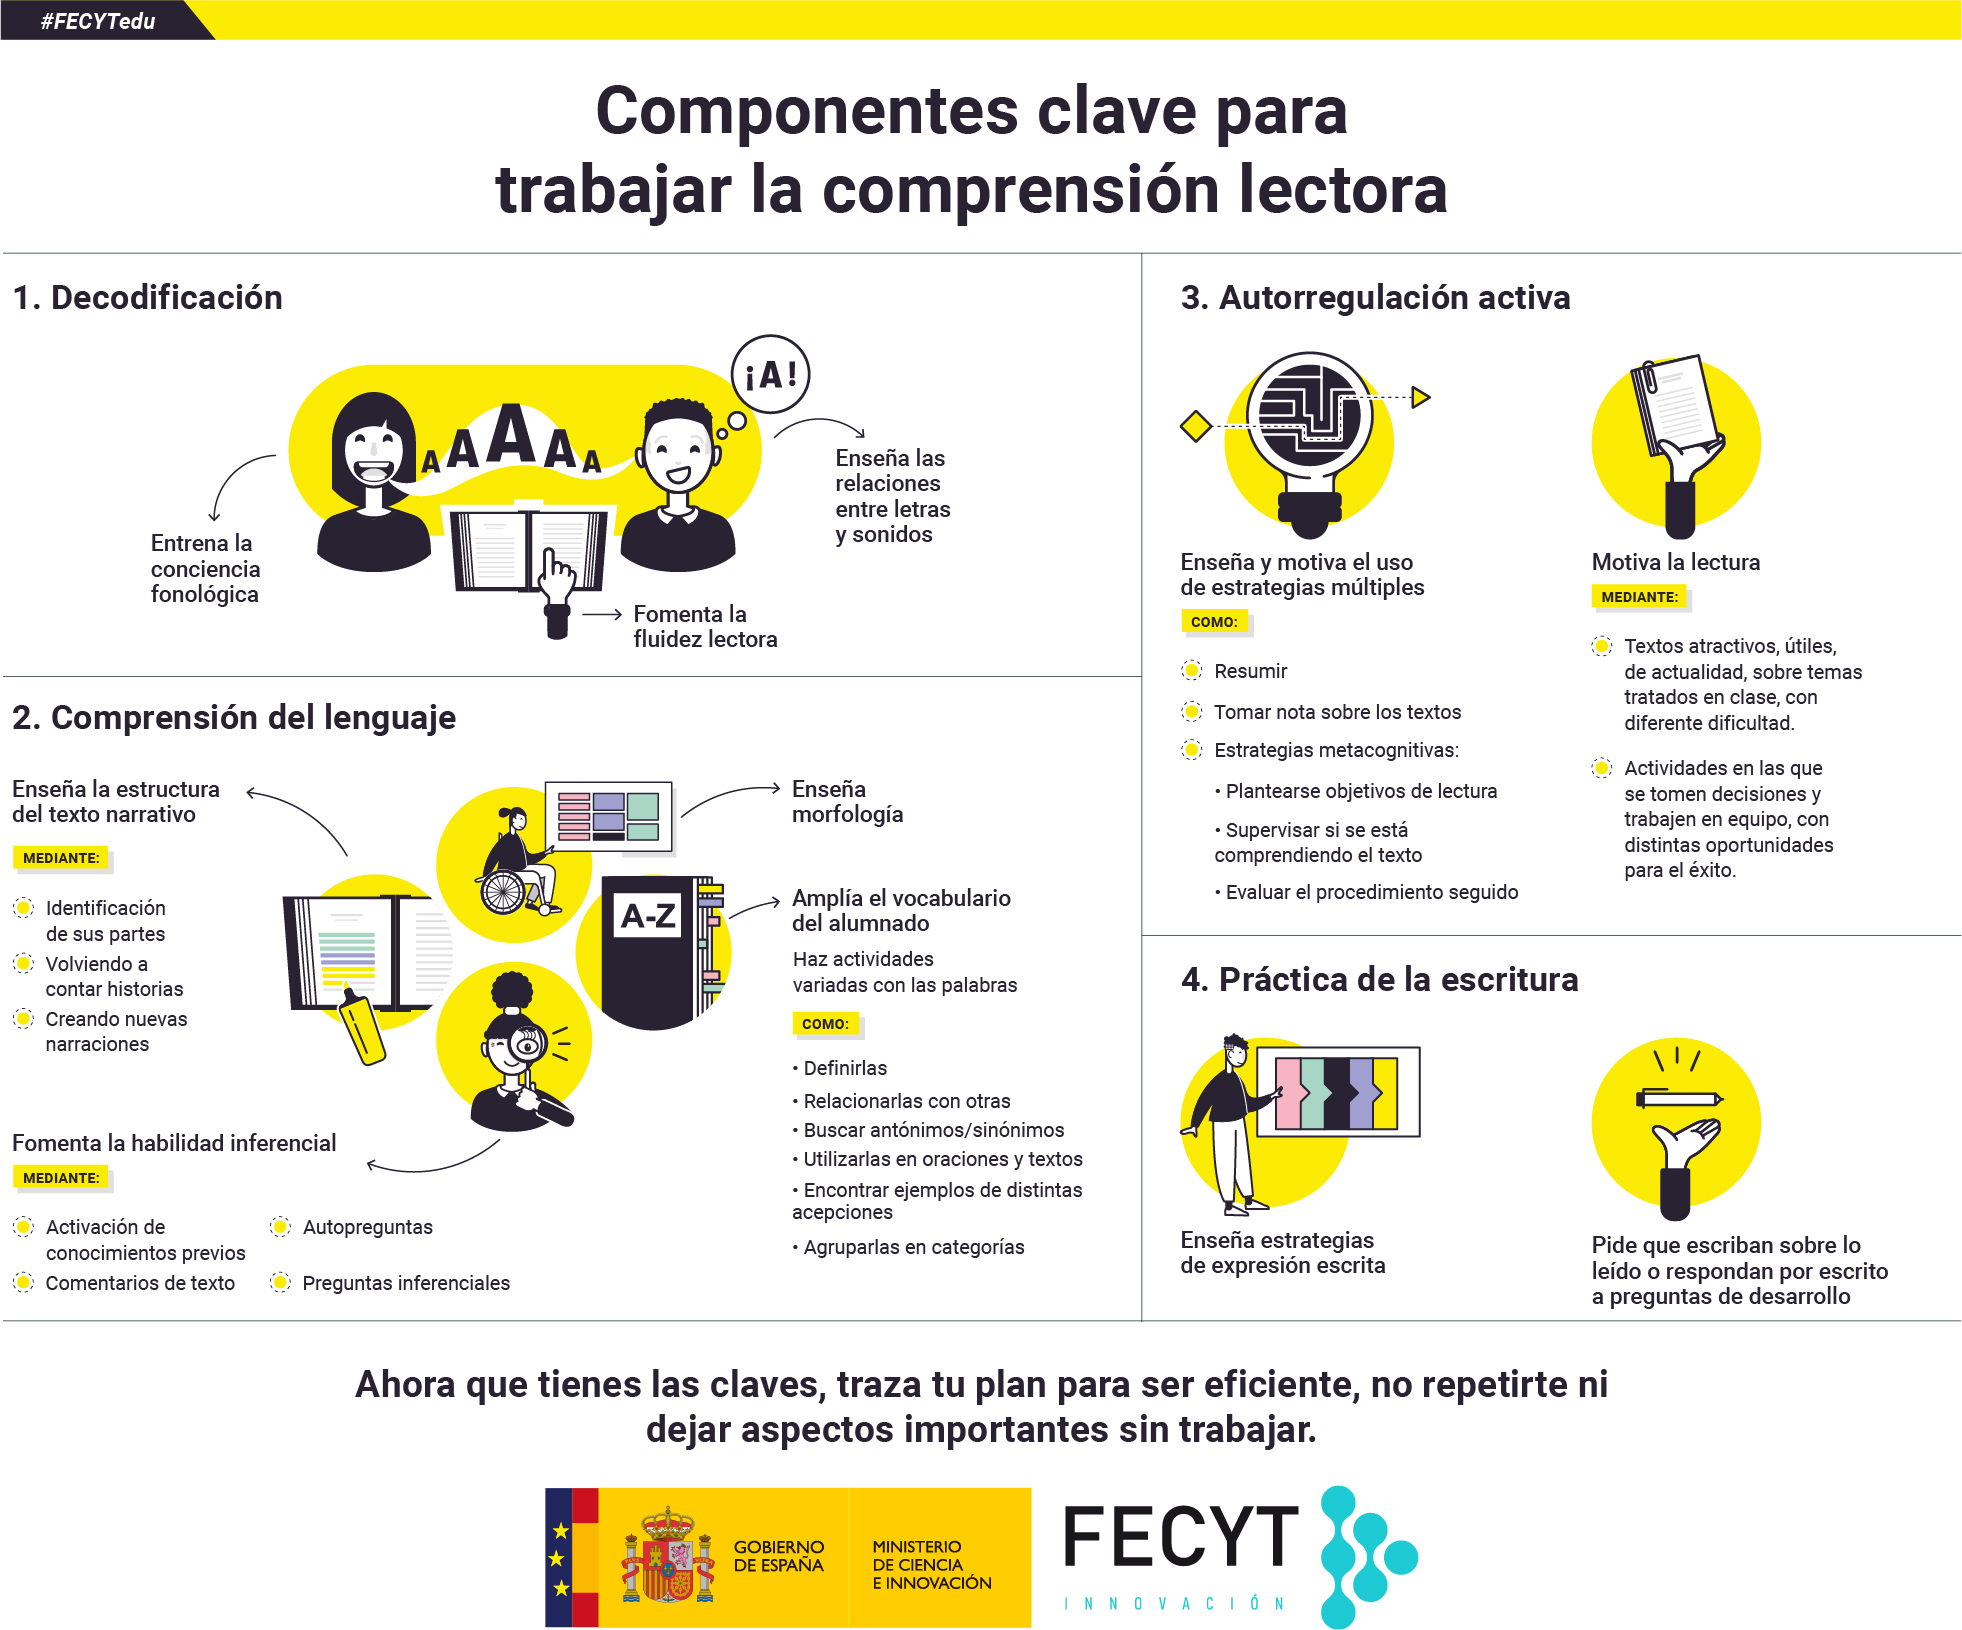 #FECYTedu
Componentes clave para
trabajar la comprensión lectora
1. Decodificación
A A A A A
¡A!
Entrena la
conciencia
fonológica
Enseña las
relaciones
entre letras
y sonidos
Fomenta la
fluidez lectora
2. Comprensión del lenguaje
Enseña la estructura
del texto narrativo
MEDIANTE:
Identificación
de sus partes
Volviendo a
contar historias
Creando nuevas
narraciones
Enseña
morfología
A-Z
Amplía el vocabulario
del alumnado
Haz actividades
variadas con las palabras
COMO:
• Definirlas
• Relacionarlas con otras
• Buscar antónimos/sinónimos
• Utilizarlas en oraciones y textos
• Encontrar ejemplos de distintas
acepciones
• Agruparlas en categorías
Fomenta la habilidad inferencial
MEDIANTE:
Activación de
conocimientos previos
Comentarios de texto
Autopreguntas
Preguntas inferenciales
3. Autorregulación activa
Enseña y motiva el uso
de estrategias múltiples
COMO:
Resumir
Tomar nota sobre los textos
Estrategias metacognitivas:
• Plantearse objetivos de lectura
• Supervisar si se está
comprendiendo el texto
• Evaluar el procedimiento seguido
Motiva la lectura
MEDIANTE:
Textos atractivos, útiles,
de actualidad, sobre temas
tratados en clase, con
diferente dificultad.
Actividades en las que
se tomen decisiones y
trabajen en equipo, con
distintas oportunidades
para el éxito.
4. Práctica de la escritura
Enseña estrategias
de expresión escrita
Pide que escriban sobre lo
leído o respondan por escrito
a preguntas de desarrollo
Ahora que tienes las claves, traza tu plan para ser eficiente, no repetirte ni
dejar aspectos importantes sin trabajar.
GOBIERNO
DE ESPAÑA
MINISTERIO
DE CIENCIA
E INNOVACIÓN
FECYT
INNOVACIÓN